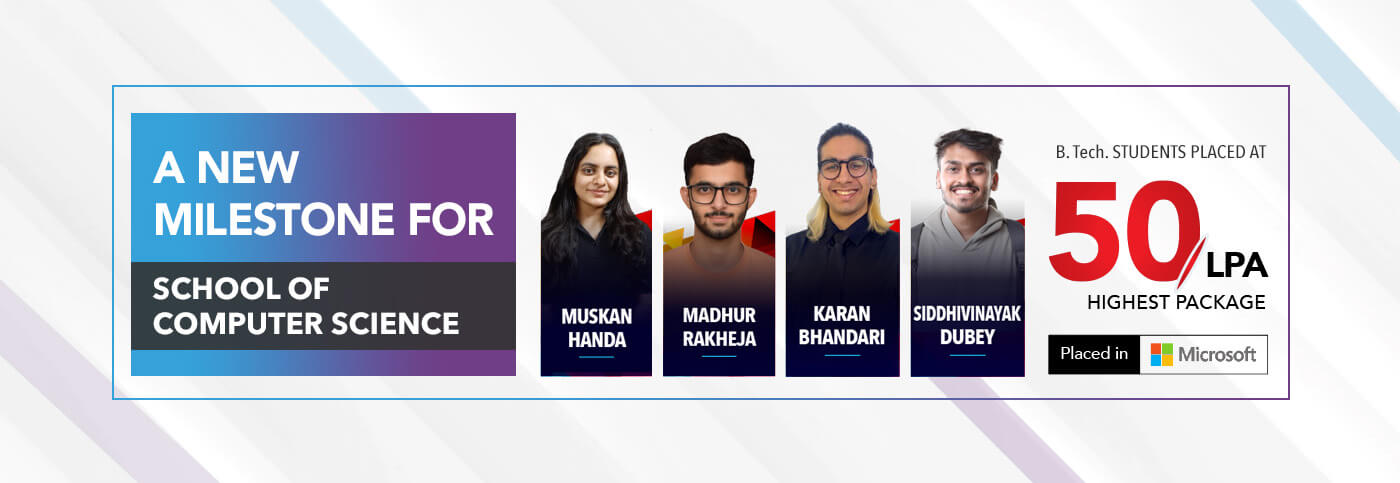 A NEW
MILESTONE FOR
SCHOOL OF
COMPUTER SCIENCE
MUSKAN
HANDA
MADHUR
RAKHEJA
KARAN
BHANDARI
SIDDHIVINAYAK
DUBEY
B. Tech. STUDENTS PLACED AT
50/LPA
HIGHEST PACKAGE
Placed in Microsoft